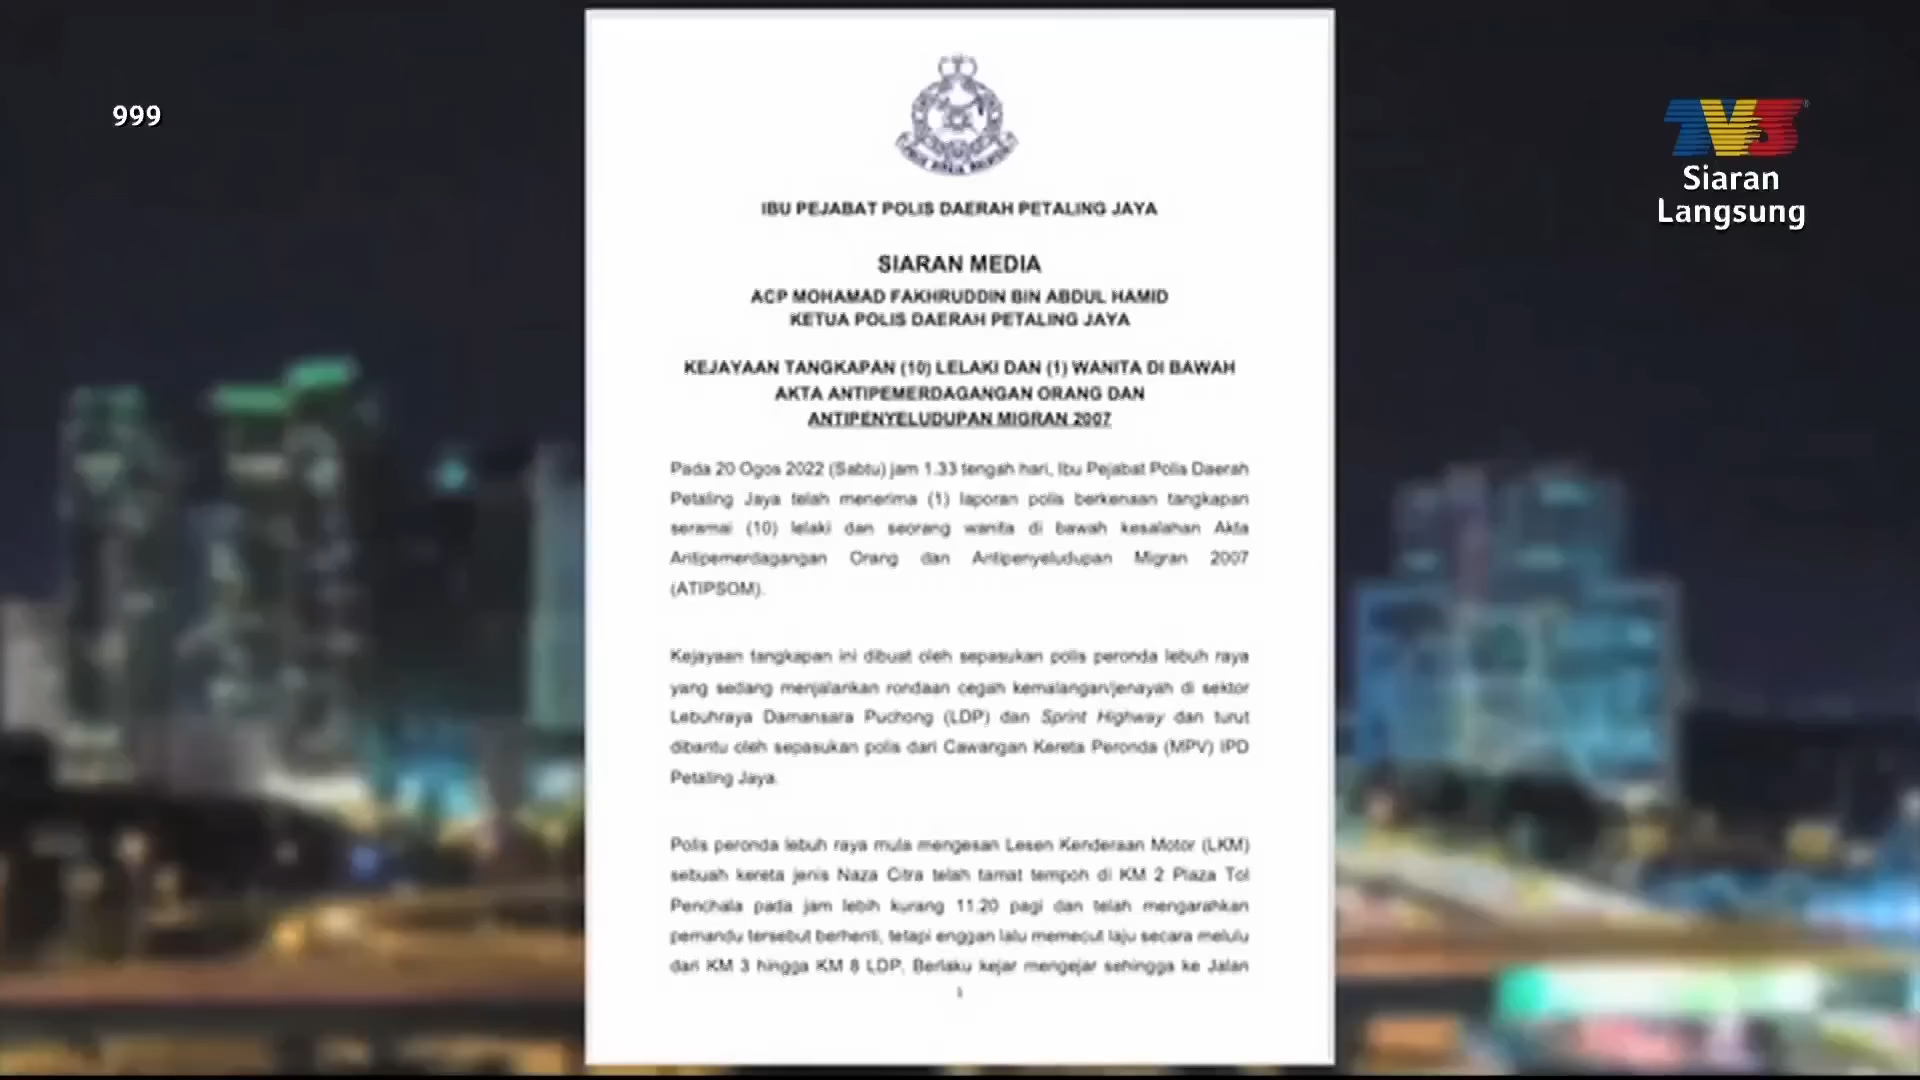 999
TV3
Siaran
Langsung
IBU PEJABAT POLIS DAERAH PETALING JAYA
SIARAN MEDIA
ACP MOHAMAD FAKHRUDDIN BIN ABDUL HAMID
KETUA POLIS DAERAH PETALING JAYA
KEJAYAAN TANGKAPAN (10) LELAKI DAN (1) WANITA DI BAWAH
AKTA ANTIPEMERDAGANGAN ORANG DAN
ANTIPENYELUDUPAN MIGRAN 2007
Pada 20 Ogos 2022 (Sabtu) jam 1.33 tengah hari, Ibu Pejabat Polis Daerah
Petaling Jaya telah menerima (1) laporan polis berkenaan tangkapan
seramai (10) lelaki dan seorang wanita di bawah kesalahan Akta
Antipemerdagangan Orang dan Antipenyeludupan Migran 2007
(ATIPSOM).
Kejayaan tangkapan ini dibuat oleh sepasukan polis peronda lebuh raya
yang sedang menjalankan rondaan cegah kemalangan/jenayah di sektor
Lebuhraya Damansara Puchong (LDP) dan Sprint Highway dan turut
dibantu oleh sepasukan polis dari Cawangan Kereta Peronda (MPV) IPD
Petaling Jaya.
Polis peronda lebuh raya mula mengesan Lesen Kenderaan Motor (LKM)
sebuah kereta jenis Naza Citra telah tamat tempoh di KM 2 Plaza Tol
Penchala pada jam lebih kurang 11.20 pagi dan telah mengarahkan
pemandu tersebut berhenti, tetapi enggan lalu memecut laju secara melulu
dari KM 3 hingga KM 8 LDP. Berlaku kejar mengejar sehingga ke Jalan
1